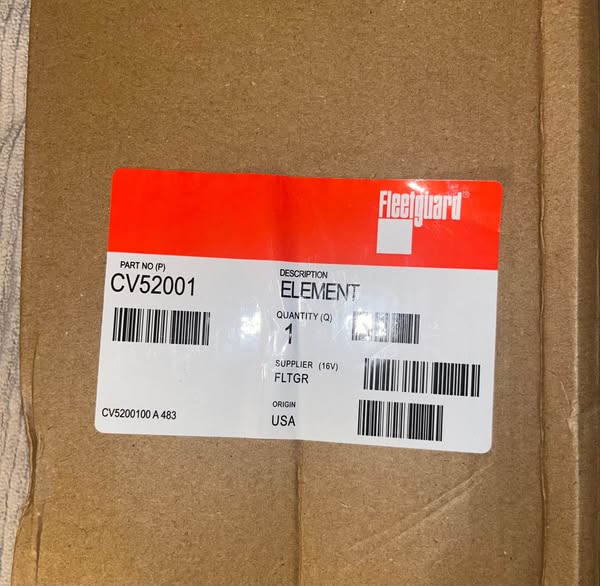 Fleetguard®
PART NO (P)
CV52001
DESCRIPTION
ELEMENT
QUANTITY (Q)
1
SUPPLIER (16V)
FLTGR
ORIGIN
USA
CV5200100 A 483